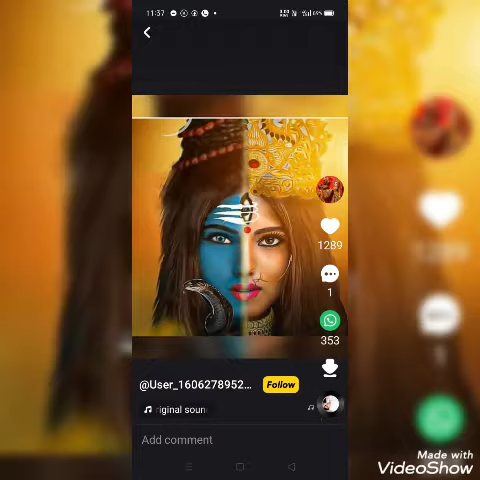 11:37
1289
1
353
@User_1606278952...
Follow
riginal soun
Add comment
Made with
VideoShow